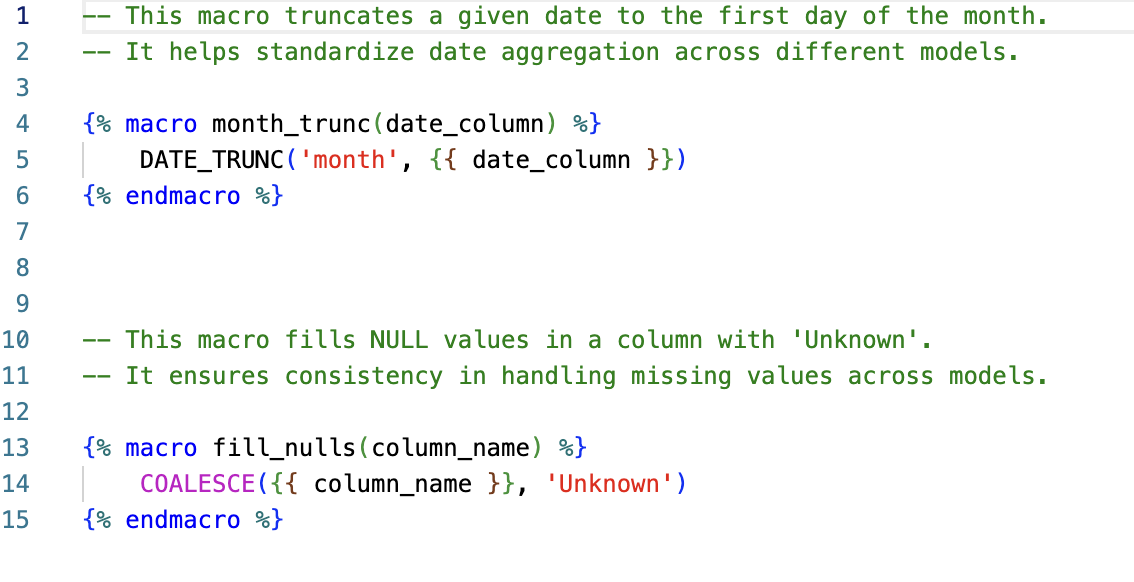 1 -- This macro truncates a given date to the first day of the month.
2 -- It helps standardize date aggregation across different models.
3
4 {% macro month_trunc(date_column) %}
5     DATE_TRUNC('month', {{ date_column }})
6 {% endmacro %}
7
8
9
10 -- This macro fills NULL values in a column with 'Unknown'.
11 -- It ensures consistency in handling missing values across models.
12
13 {% macro fill_nulls(column_name) %}
14     COALESCE({{ column_name }}, 'Unknown')
15 {% endmacro %}